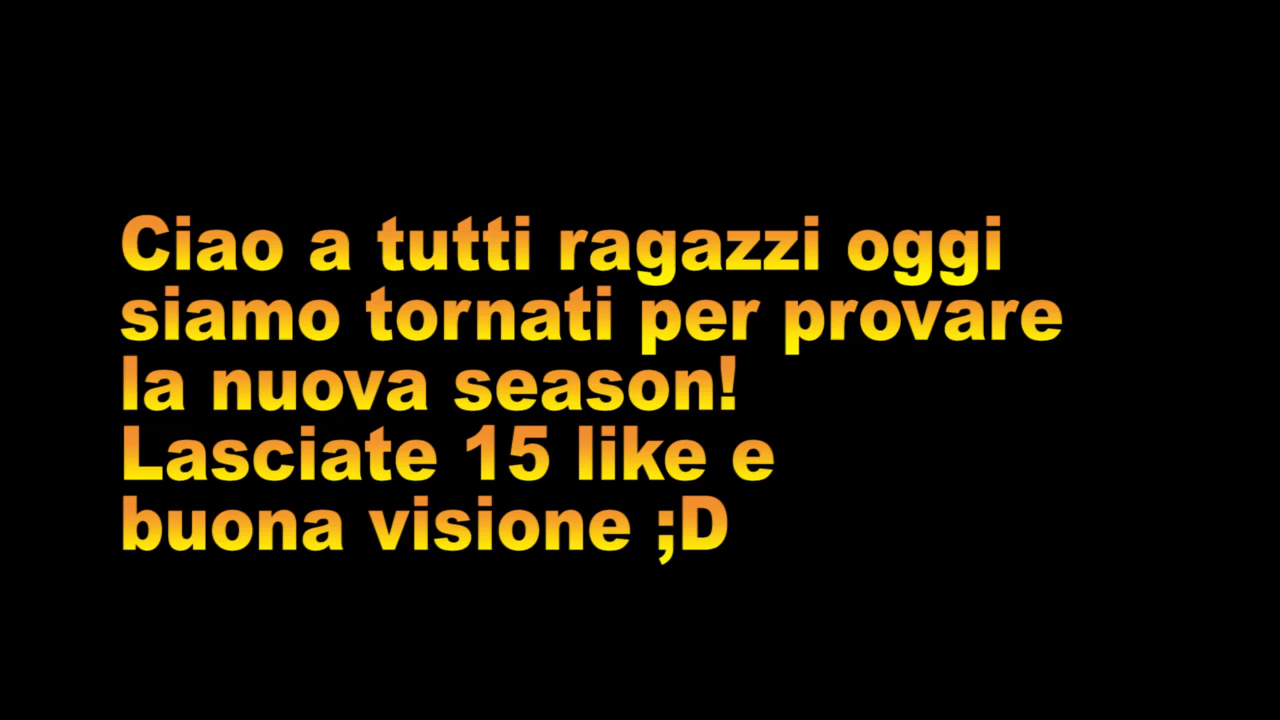 Ciao a tutti ragazzi oggi
siamo tornati per provare
la nuova season!
Lasciate 15 like e
buona visione ;D